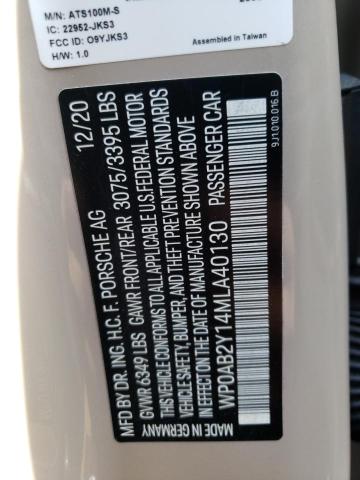 M/N: ATS100M-S
IC: 22952-JKS3
FCC ID: O9YJKS3
H/W: 1.0
Assembled in Taiwan
MFD BY DR. ING. H.C. F. PORSCHE AG 12/20
GVWR 6349 LBS GAWR FRONT/REAR 3075/3395 LBS
CONFORMS TO ALL APPLICABLE U.S. FEDERAL MOTOR
VEHICLE SAFETY, BUMPER, AND THEFT PREVENTION STANDARDS
IN EFFECT ON THE DATE OF MANUFACTURE SHOWN ABOVE
WP0AB2Y14MLA40130 PASSENGER CAR
MADE IN GERMANY
9J1.010.016.B